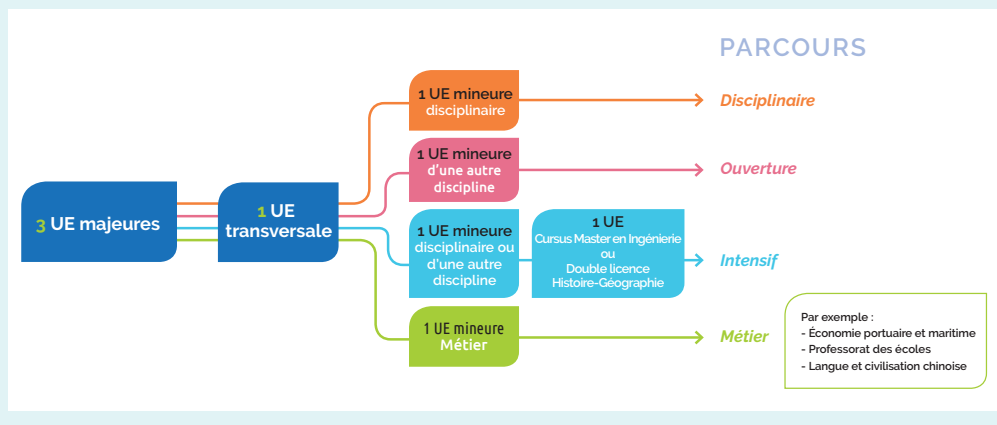 PARCOURS
3 UE majeures
1 UE
transversale
1 UE mineure
disciplinaire
Disciplinaire
1 UE mineure
d'une autre
discipline
Ouverture
1 UE mineure
disciplinaire ou
d'une autre
discipline
1 UE
Cursus Master en Ingénierie
ou
Double licence
Histoire-Géographie
Intensif
1 UE mineure
Métier
Métier
Par exemple :
- Économie portuaire et maritime
- Professorat des écoles
- Langue et civilisation chinoise